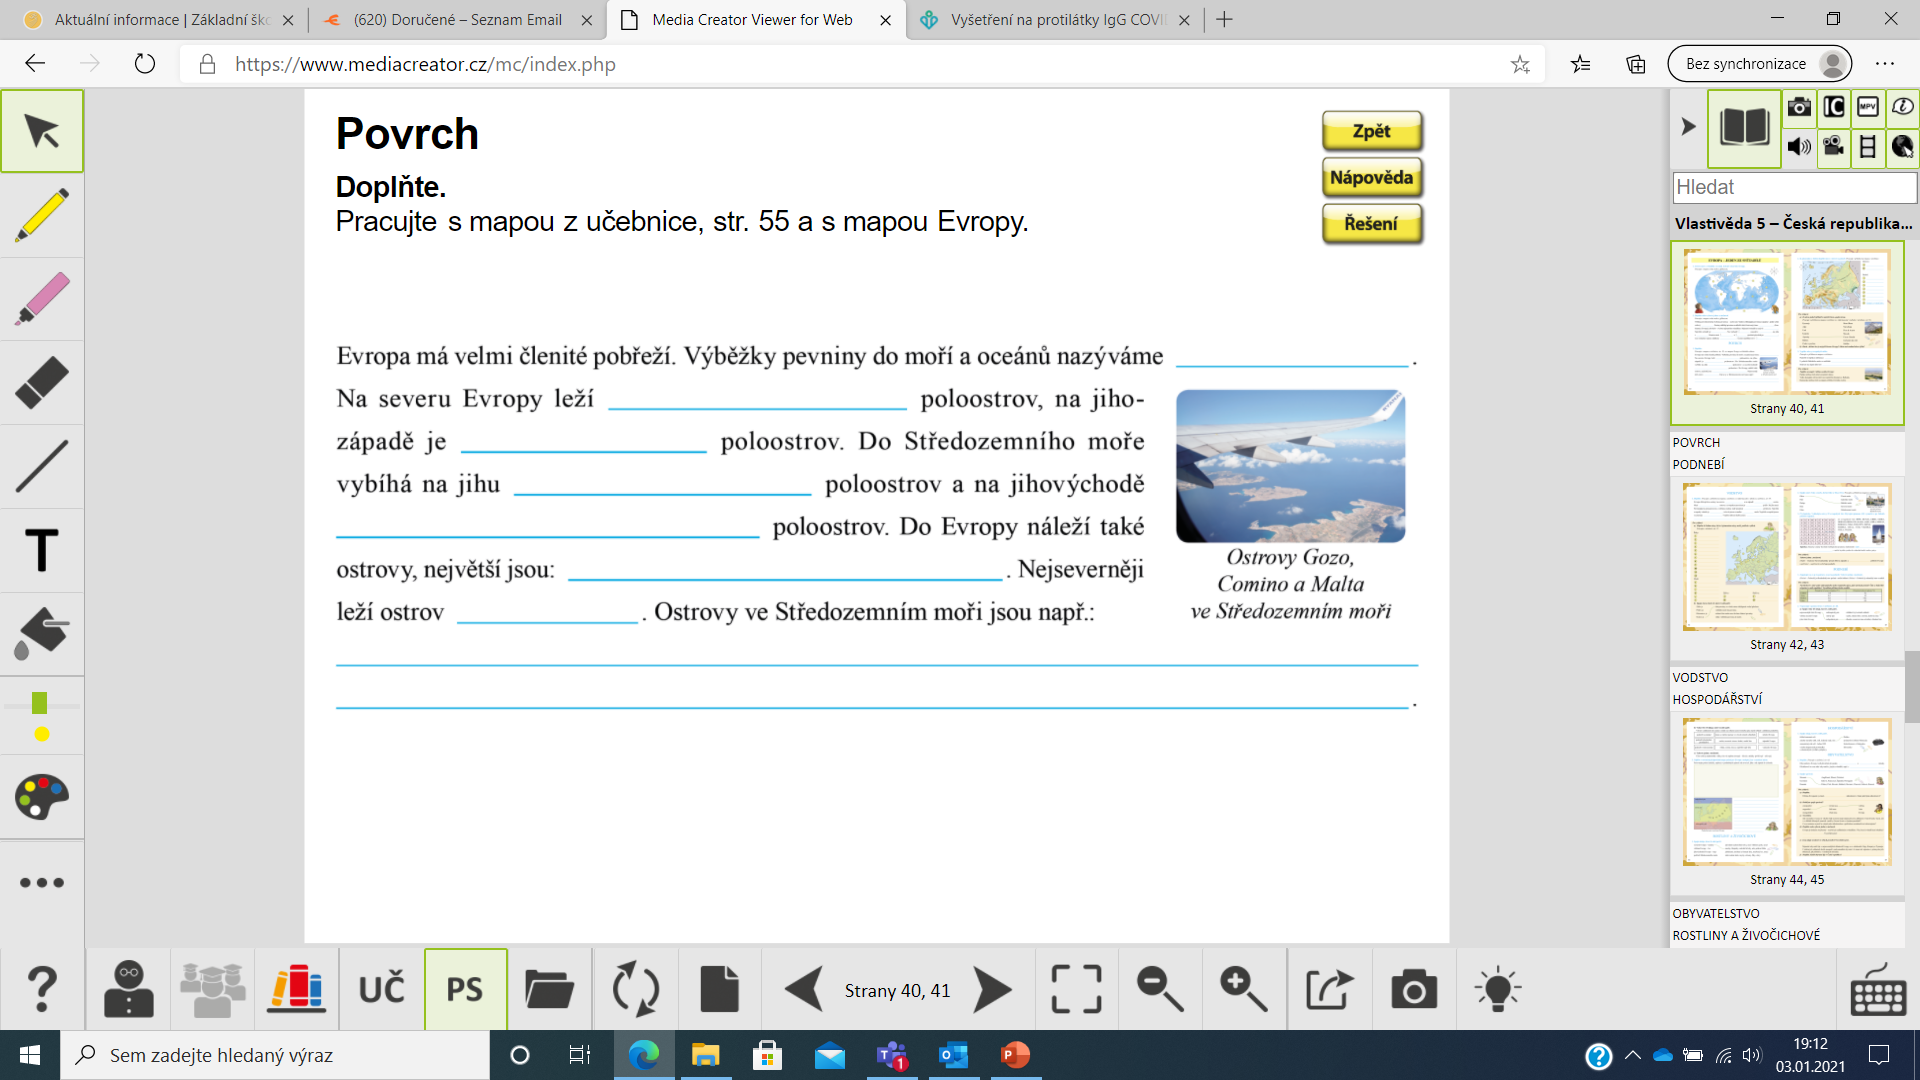 Aktuální informace | Základní ško
(620) Doručené – Seznam Email
Media Creator Viewer for Web
Vyšetření na protilátky IgG COVI
https://www.mediacreator.cz/mc/index.php
Bez synchronizace
Povrch
Doplňte.
Pracujte s mapou z učebnice, str. 55 a s mapou Evropy.
Zpět
Nápověda
Řešení
Evropa má velmi členité pobřeží. Výběžky pevniny do moří a oceánů nazýváme .
Na severu Evropy leží poloostrov, na jiho-
západě je poloostrov. Do Středozemního moře
vybíhá na jihu poloostrov a na jihovýchodě
poloostrov. Do Evropy náleží také
ostrovy, největší jsou: . Nejseverněji
leží ostrov . Ostrovy ve Středozemním moři jsou např.:
.
Ostrovy Gozo,
Comino a Malta
ve Středozemním moři
IC
MPV
Hledat
Vlastivěda 5 – Česká republika...
Strany 40, 41
POVRCH
PODNEBÍ
Strany 42, 43
VODSTVO
HOSPODÁŘSTVÍ
Strany 44, 45
OBYVATELSTVO
ROSTLINY A ŽIVOČICHOVÉ
T
?
UČ
PS
Strany 40, 41
Sem zadejte hledaný výraz
1
19:12
03.01.2021